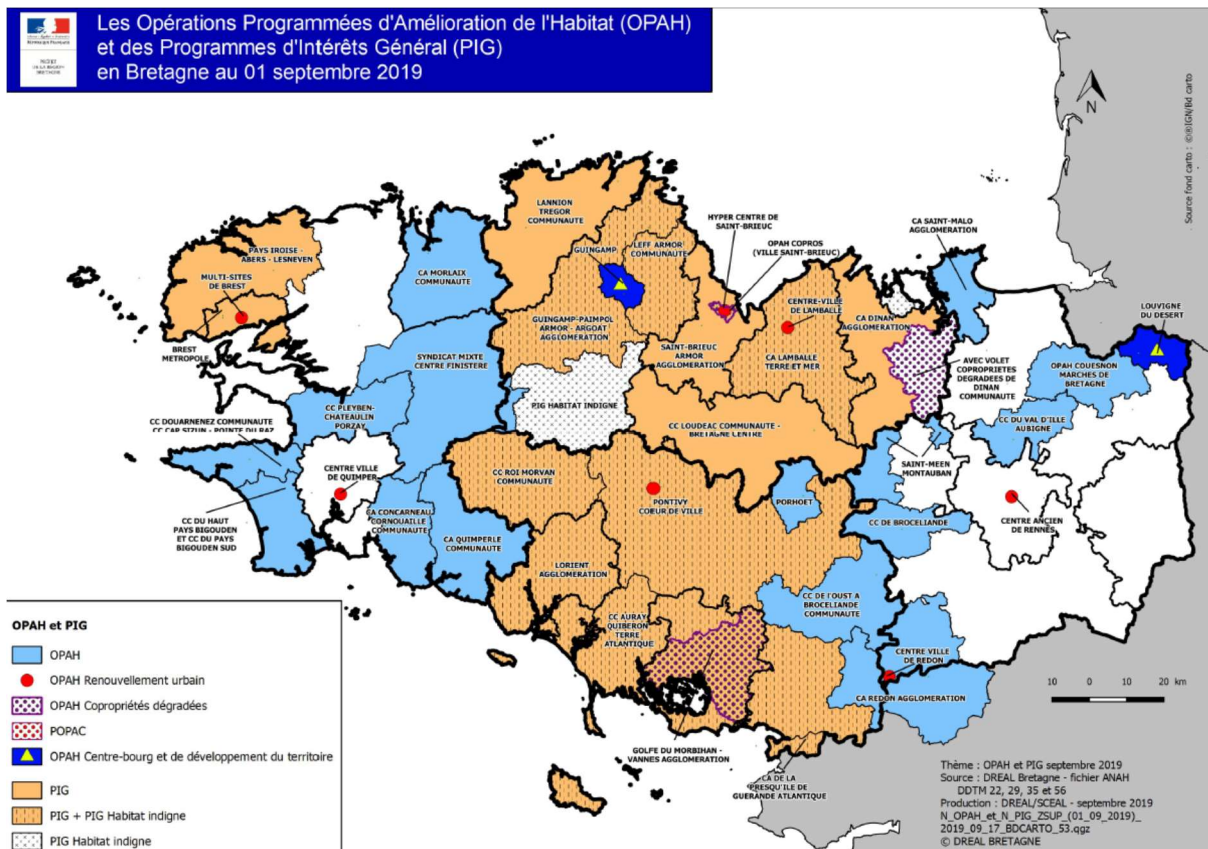 Les Opérations Programmées d'Amélioration de l'Habitat (OPAH)
et des Programmes d'Intérêts Général (PIG)
en Bretagne au 01 septembre 2019
N
Source fond carto : ©®IGN/Bd carto
LANNION
TREGOR
COMMUNAUTE
PAYS IROISE -
ABERS - LESNEVEN
MULTI-SITES
DE BREST
BREST
METROPOLE
CA MORLAIX
COMMUNAUTE
GUINGAMP
LEFF ARMOR
COMMUNAUTE
HYPER CENTRE DE
SAINT-BRIEUC
OPAH COPROS
(VILLE SAINT-BRIEUC)
CA SAINT-MALO
AGGLOMERATION
LOUVIGNE
DU DESERT
GUINGAMP-PAIMPOL
ARMOR - ARGOAT
AGGLOMERATION
SAINT-BRIEUC
ARMOR
AGGLOMERATION
CENTRE-VILLE
DE LAMBALLE
CA LAMBALLE
TERRE ET MER
CA DINAN
AGGLOMERATION
AVEC VOLET
COPROPRIETES
DEGRADEES DE
DINAN
COMMUNAUTE
OPAH COUESNON
MARCHES DE
BRETAGNE
SYNDICAT MIXTE
CENTRE FINISTERE
PIG HABITAT INDIGNE
CC LOUDEAC COMMUNAUTE -
BRETAGNE CENTRE
CC DU VAL D'ILLE
AUBIGNE
CC PLEYBEN-
CHATEAULIN
PORZAY
CC DOUARNENEZ COMMUNAUTE
CC CAP SIZUN - POINTE DU RAZ
SAINT-MEEN
MONTAUBAN
CENTRE VILLE
DE QUIMPER
CC ROI MORVAN
COMMUNAUTE
PONTIVY
COEUR DE VILLE
PORHOET
CC DU HAUT
PAYS BIGOUDEN
ET CC DU PAYS
BIGOUDEN SUD
CA CONCARNEAU
CORNOUAILLE
COMMUNAUTE
CA QUIMPERLE
COMMUNAUTE
CC DE BROCELIANDE
CENTRE ANCIEN
DE RENNES
LORIENT
AGGLOMERATION
CC DE l'OUST A
BROCELIANDE
COMMUNAUTE
CC AURAY
QUIBERON
TERRE
ATLANTIQUE
CENTRE VILLE
DE REDON
CA REDON AGGLOMERATION
GOLFE DU MORBIHAN -
VANNES AGGLOMERATION
CA DE LA
PRESQU'ILE DE
GUERANDE ATLANTIQUE
10 0 10 20 km
OPAH et PIG
OPAH
OPAH Renouvellement urbain
OPAH Copropriétés dégradées
POPAC
OPAH Centre-bourg et de développement du territoire
PIG
PIG + PIG Habitat indigne
PIG Habitat indigne
Thème : OPAH et PIG septembre 2019
Source : DREAL Bretagne - fichier ANAH
DDTM 22, 29, 35 et 56
Production : DREAL/SCEAL - septembre 2019
N_OPAH_et_N_PIG_ZSUP_(01_09_2019)_
2019_09_17_BDCARTO_53.qgz
© DREAL BRETAGNE